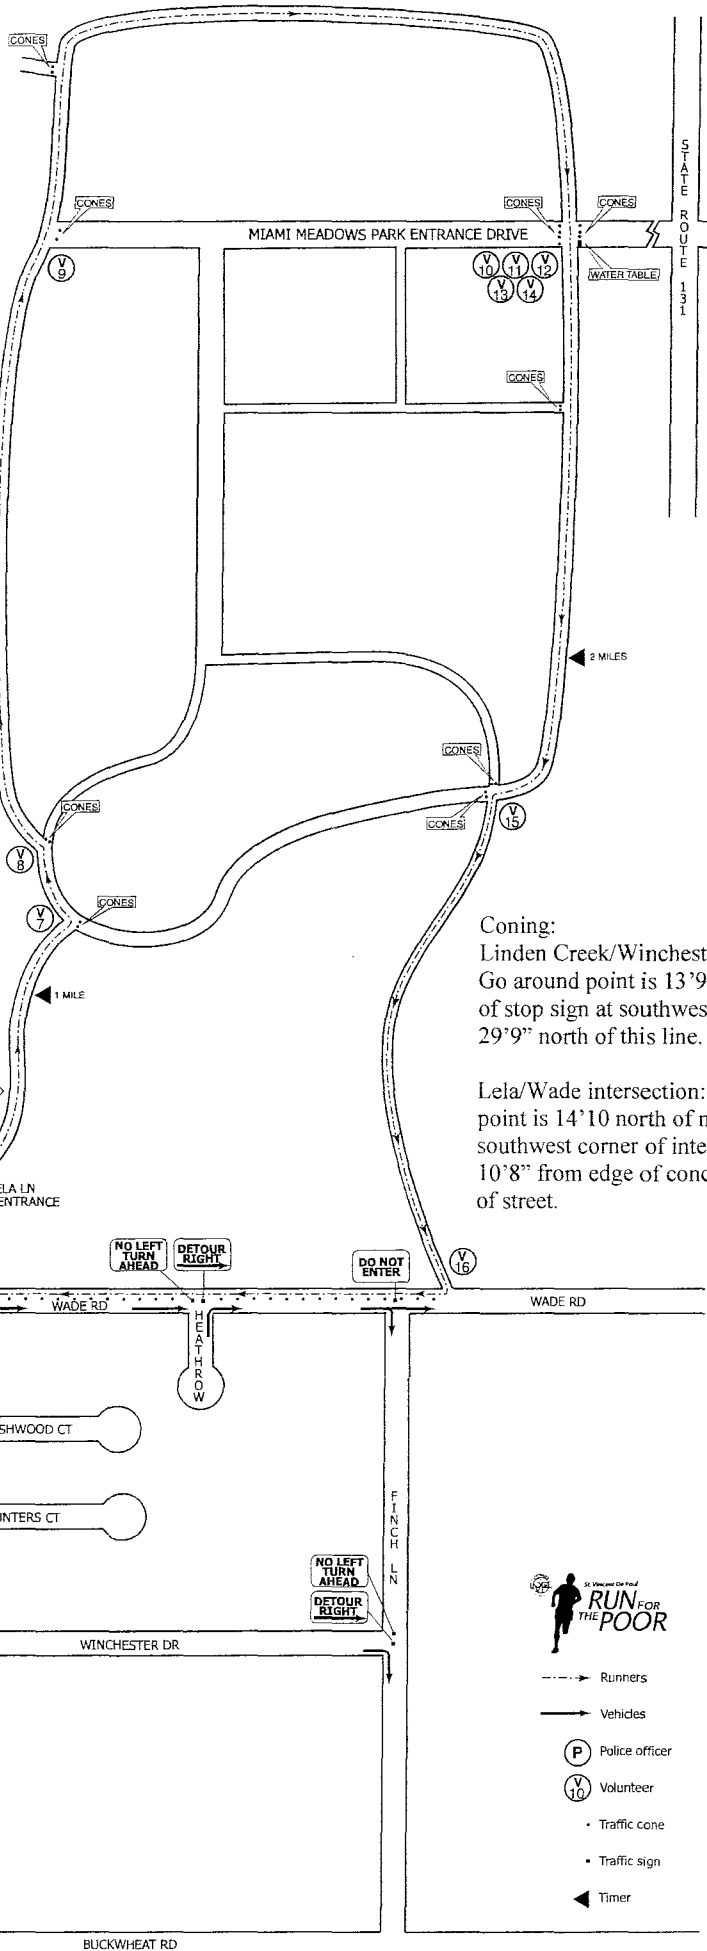 CONES
STATE ROUTE 131
CONES
CONES
CONES
MIAMI MEADOWS PARK ENTRANCE DRIVE
V 9
V 10
V 11
V 12
V 13
V 14
WATER TABLE
CONES
2 MILES
CONES
CONES
CONES
V 15
V 8
CONES
V 7
1 MILE
Coning:
Linden Creek/Winchest
Go around point is 13’9
of stop sign at southwes
29’9” north of this line.
Lela/Wade intersection:
point is 14’10 north of n
southwest corner of inte
10’8” from edge of conc
of street.
ELA LN
ENTRANCE
NO LEFT
TURN
AHEAD
DETOUR
RIGHT
DO NOT
ENTER
V 16
WADE RD
WADE RD
HEATHROW
SHWOOD CT
NTERS CT
FINCH LN
NO LEFT
TURN
AHEAD
DETOUR
RIGHT
WINCHESTER DR
St. Vincent De Paul
RUN FOR
THE POOR
Runners
Vehicles
P Police officer
V 10 Volunteer
Traffic cone
Traffic sign
Timer
BUCKWHEAT RD